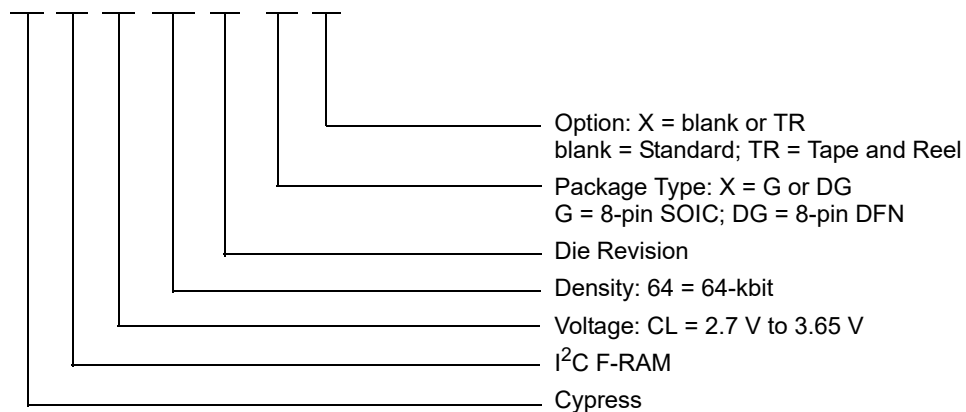 Option: X = blank or TR
blank = Standard; TR = Tape and Reel
Package Type: X = G or DG
G = 8-pin SOIC; DG = 8-pin DFN
Die Revision
Density: 64 = 64-kbit
Voltage: CL = 2.7 V to 3.65 V
I²C F-RAM
Cypress